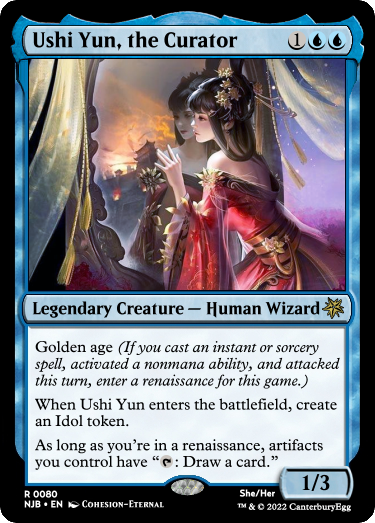 Ushi Yun, the Curator 1
Legendary Creature — Human Wizard
Golden age (If you cast an instant or sorcery
spell, activated a nonmana ability, and attacked
this turn, enter a renaissance for this game.)
When Ushi Yun enters the battlefield, create
an Idol token.
As long as you're in a renaissance, artifacts
you control have “: Draw a card.”
1/3
R 0080 She/Her
NJB • EN Cohesion-Eternal ™ & © 2022 CanterburyEgg